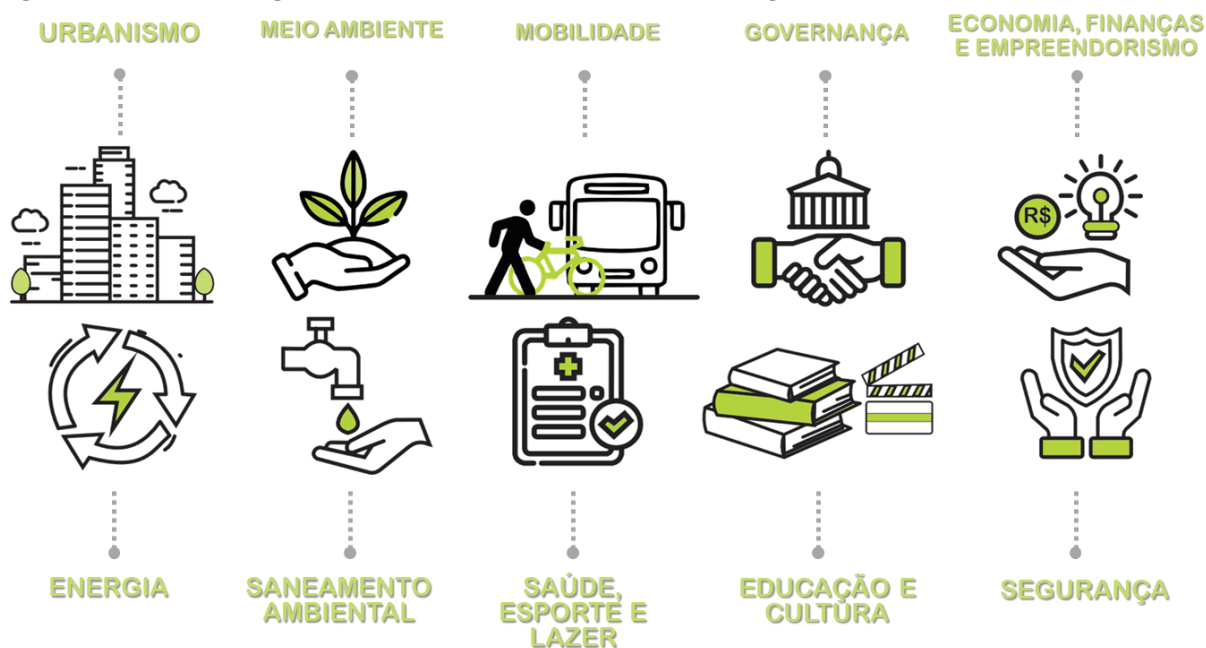 URBANISMO
MEIO AMBIENTE
MOBILIDADE
GOVERNANÇA
ECONOMIA, FINANÇAS
E EMPREENDORISMO
R$
ENERGIA
SANEAMENTO
AMBIENTAL
SAÚDE,
ESPORTE E
LAZER
EDUCAÇÃO E
CULTURA
SEGURANÇA